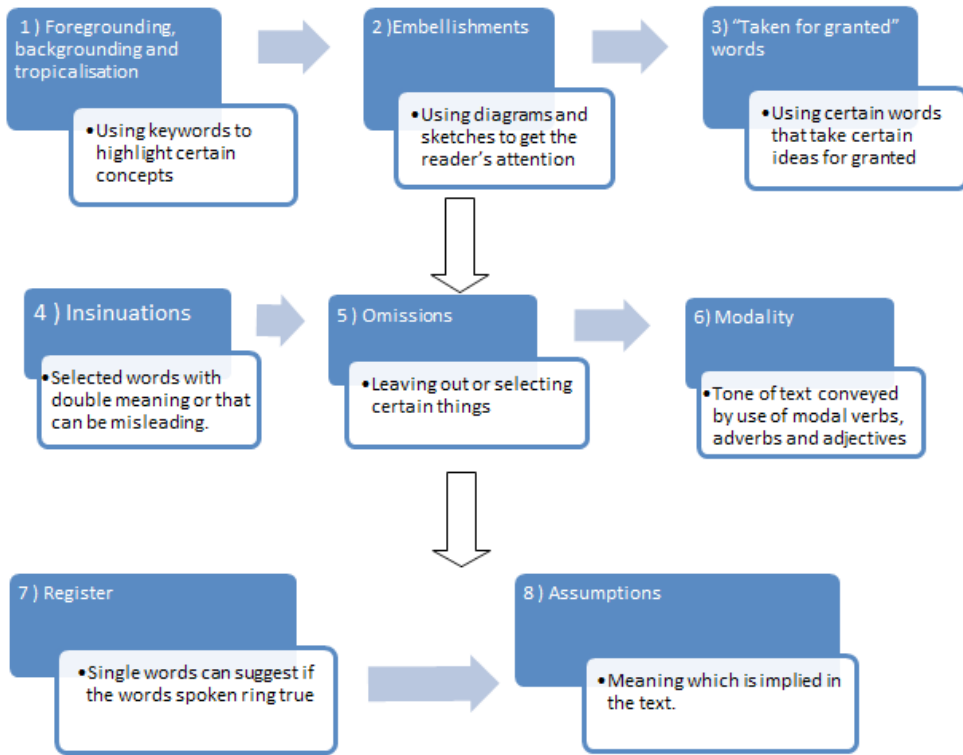 1 ) Foregrounding,
backgrounding and
tropicalisation
•Using keywords to
highlight certain
concepts
2 )Embellishments
•Using diagrams and
sketches to get the
reader's attention
3) "Taken for granted"
words
•Using certain words
that take certain
ideas for granted
4 ) Insinuations
•Selected words with
double meaning or that
can be misleading.
5 ) Omissions
•Leaving out or selecting
certain things
6) Modality
•Tone of text conveyed
by use of modal verbs,
adverbs and adjectives
7 ) Register
•Single words can suggest if
the words spoken ring true
8 ) Assumptions
•Meaning which is implied in
the text.